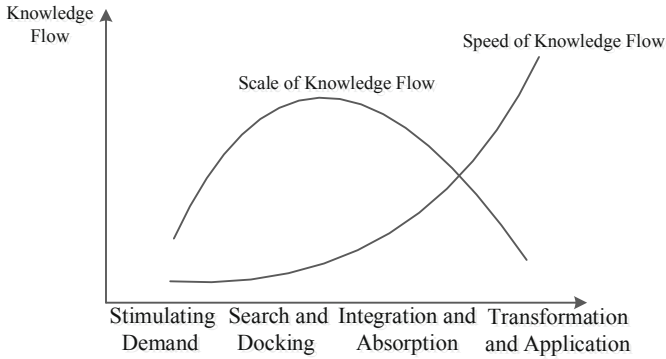 Knowledge
Flow
Speed of Knowledge Flow
Scale of Knowledge Flow
Stimulating
Demand
Search and
Docking
Integration and
Absorption
Transformation
and Application